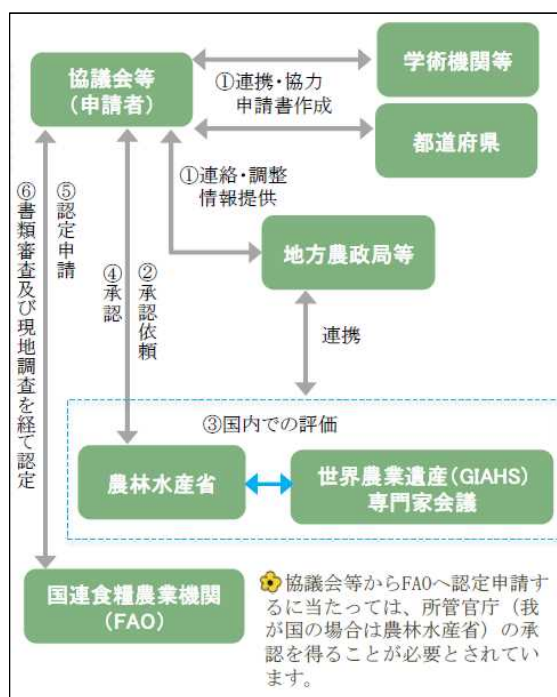 協議会等
(申請者)
①連携・協力
申請書作成
学術機関等
都道府県
①連絡・調整
情報提供
地方農政局等
⑥書類審査及び現地調査を経て認定
⑤認定申請
④承認
②承認依頼
連携
③国内での評価
農林水産省
世界農業遺産(GIAHS)
専門家会議
国連食糧農業機関
(FAO)
協議会等からFAOへ認定申請す
るに当たっては、所管官庁（我
が国の場合は農林水産省）の承
認を得ることが必要とされてい
ます。